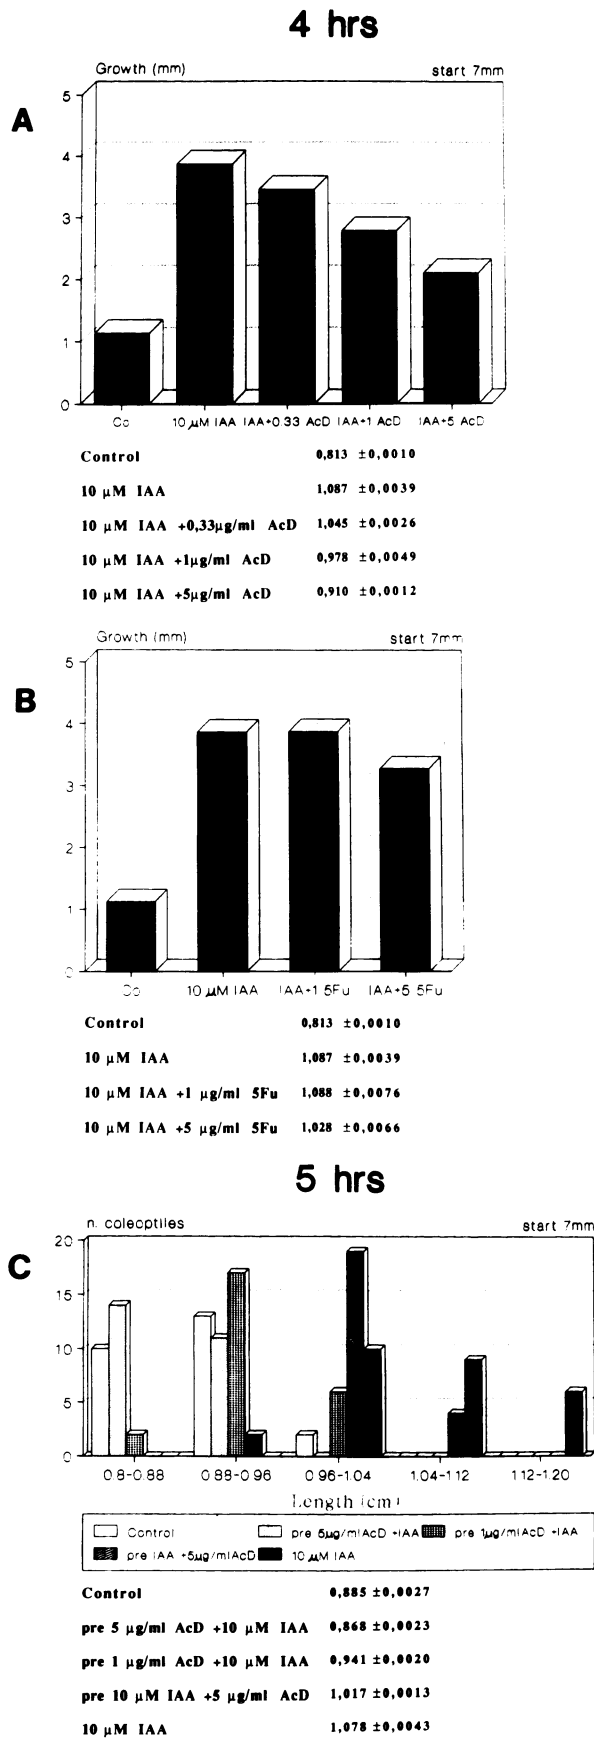 4 hrs
Growth (mm) start 7mm
A
5
4
3
2
1
0
Co 10 µM IAA IAA+0.33 AcD IAA+1 AcD IAA+5 AcD
Control 0,813 ±0,0010
10 µM IAA 1,087 ±0,0039
10 µM IAA +0,33µg/ml AcD 1,045 ±0,0026
10 µM IAA +1µg/ml AcD 0,978 ±0,0049
10 µM IAA +5µg/ml AcD 0,910 ±0,0012
Growth (mm) start 7mm
B
5
4
3
2
1
0
Co 10 µM IAA IAA+1 5Fu IAA+5 5Fu
Control 0,813 ±0,0010
10 µM IAA 1,087 ±0,0039
10 µM IAA +1 µg/ml 5Fu 1,088 ±0,0076
10 µM IAA +5 µg/ml 5Fu 1,028 ±0,0066
5 hrs
n. coleoptiles start 7mm
C
20
15
10
5
0
0.8-0.88 0.88-0.96 0.96-1.04 1.04-1.12 1.12-1.20
Length (cm)
Control pre 5µg/mlAcD +IAA pre 1µg/mlAcD +IAA
pre IAA +5µg/mlAcD 10 µM IAA
Control 0,885 ±0,0027
pre 5 µg/ml AcD +10 µM IAA 0,868 ±0,0023
pre 1 µg/ml AcD +10 µM IAA 0,941 ±0,0020
pre 10 µM IAA +5 µg/ml AcD 1,017 ±0,0013
10 µM IAA 1,078 ±0,0043